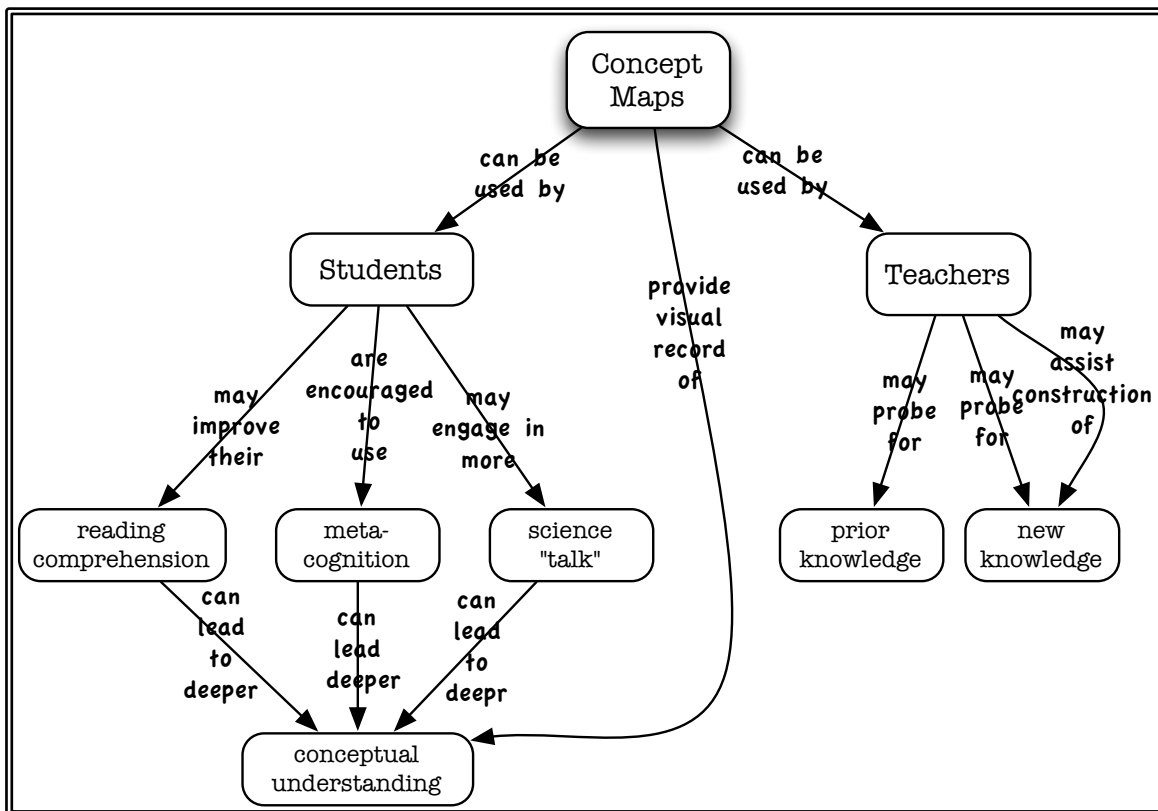 Concept
Maps
can be
used by
can be
used by
Students
provide
visual
record
of
Teachers
may
improve
their
are
encouraged
to
use
may
engage in
more
may
probe
for
may
probe
for
may
assist
construction
of
reading
comprehension
meta-
cognition
science
"talk"
prior
knowledge
new
knowledge
can
lead
to
deeper
can
lead
deeper
can
lead
to
deepr
conceptual
understanding